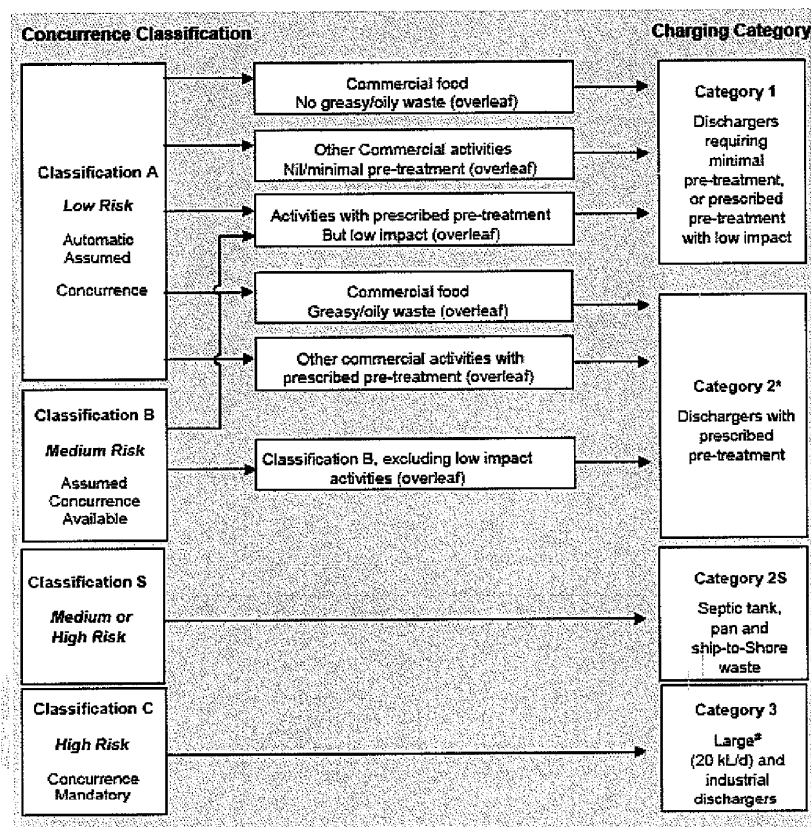 Concurrence Classification
Charging Category
Classification A
Low Risk
Automatic
Assumed
Concurrence
Commercial food
No greasy/oily waste (overleaf)
Other Commercial activities
Nil/minimal pre-treatment (overleaf)
Activities with prescribed pre-treatment
But low impact (overleaf)
Commercial food
Greasy/oily waste (overleaf)
Other commercial activities with
prescribed pre-treatment (overleaf)
Category 1
Dischargers
requiring
minimal
pre-treatment,
or prescribed
pre-treatment
with low impact
Classification B
Medium Risk
Assumed
Concurrence
Available
Classification B, excluding low impact
activities (overleaf)
Category 2*
Dischargers with
prescribed
pre-treatment
Classification S
Medium or
High Risk
Category 2S
Septic tank,
pan and
ship-to-Shore
waste
Classification C
High Risk
Concurrence
Mandatory
Category 3
Large#
(20 kL/d) and
industrial
dischargers